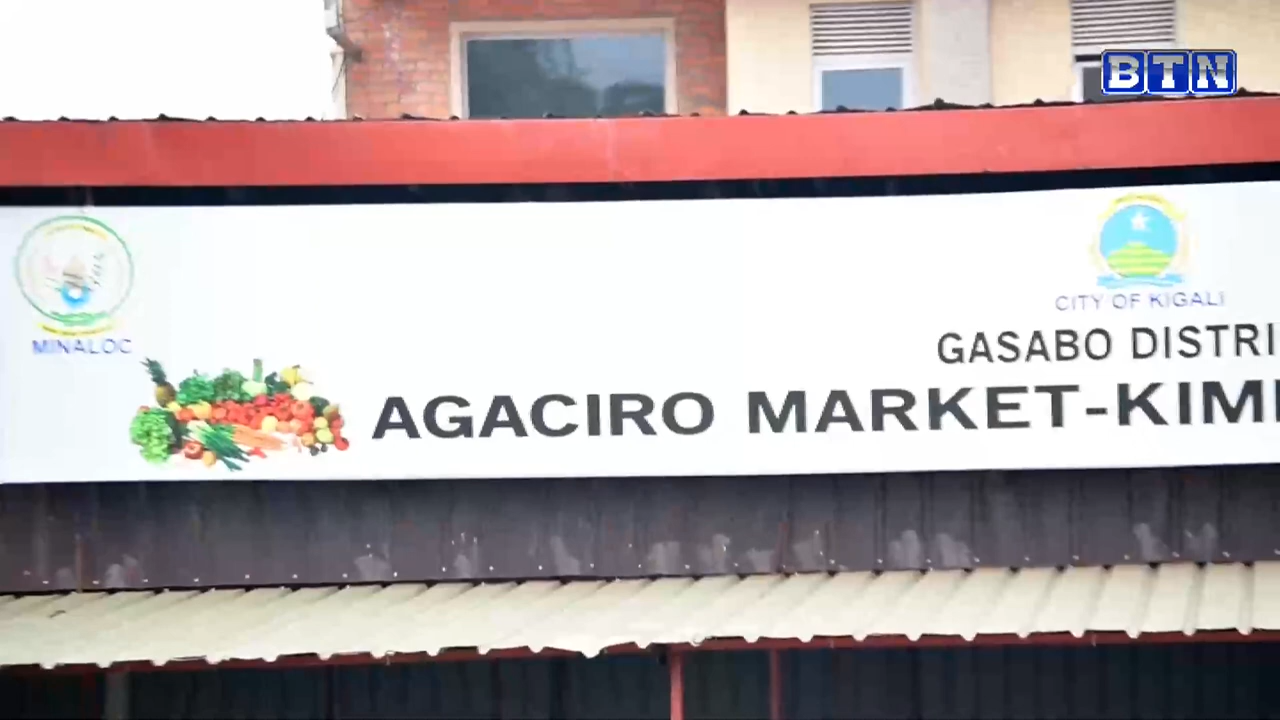 BTN
MINALOC
CITY OF KIGALI
GASABO DISTRI
AGACIRO MARKET-KIM